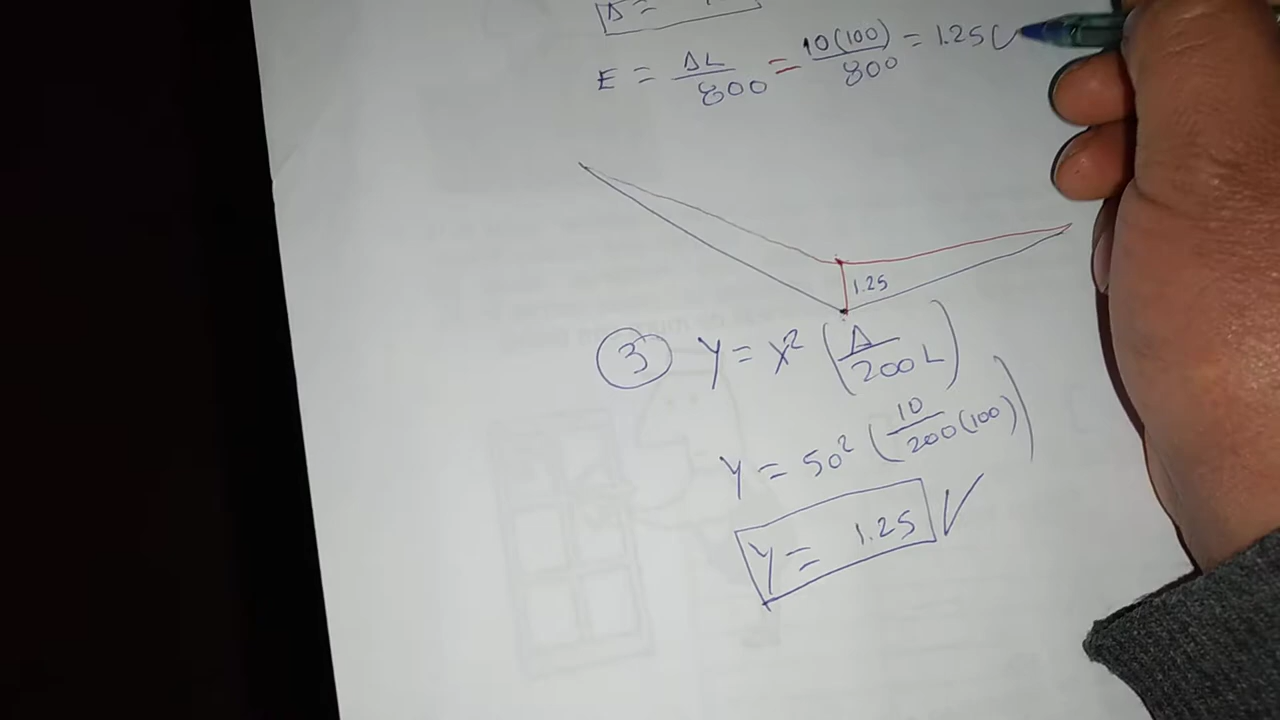 Δ =
E = ΔL/800 = 10(100)/800 = 1.25 ✓
1.25
③ Y = X² (Δ/200L)
Y = 50² (10/200(100))
Y = 1.25 ✓